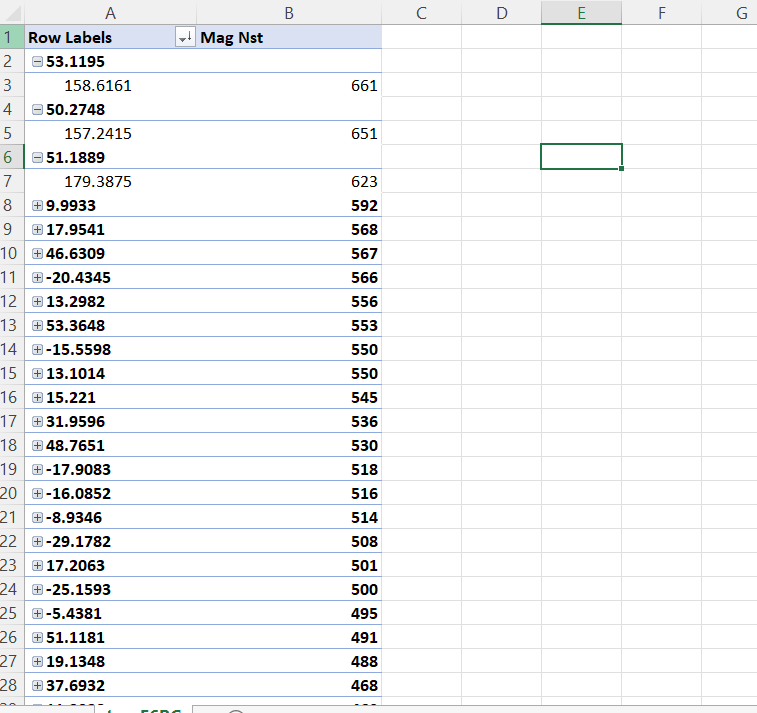 A B C D E F G
1 Row Labels Mag Nst
2 53.1195
3 158.6161 661
4 50.2748
5 157.2415 651
6 51.1889
7 179.3875 623
8 9.9933 592
9 17.9541 568
10 46.6309 567
11 -20.4345 566
12 13.2982 556
13 53.3648 553
14 -15.5598 550
15 13.1014 550
16 15.221 545
17 31.9596 536
18 48.7651 530
19 -17.9083 518
20 -16.0852 516
21 -8.9346 514
22 -29.1782 508
23 17.2063 501
24 -25.1593 500
25 -5.4381 495
26 51.1181 491
27 19.1348 488
28 37.6932 468